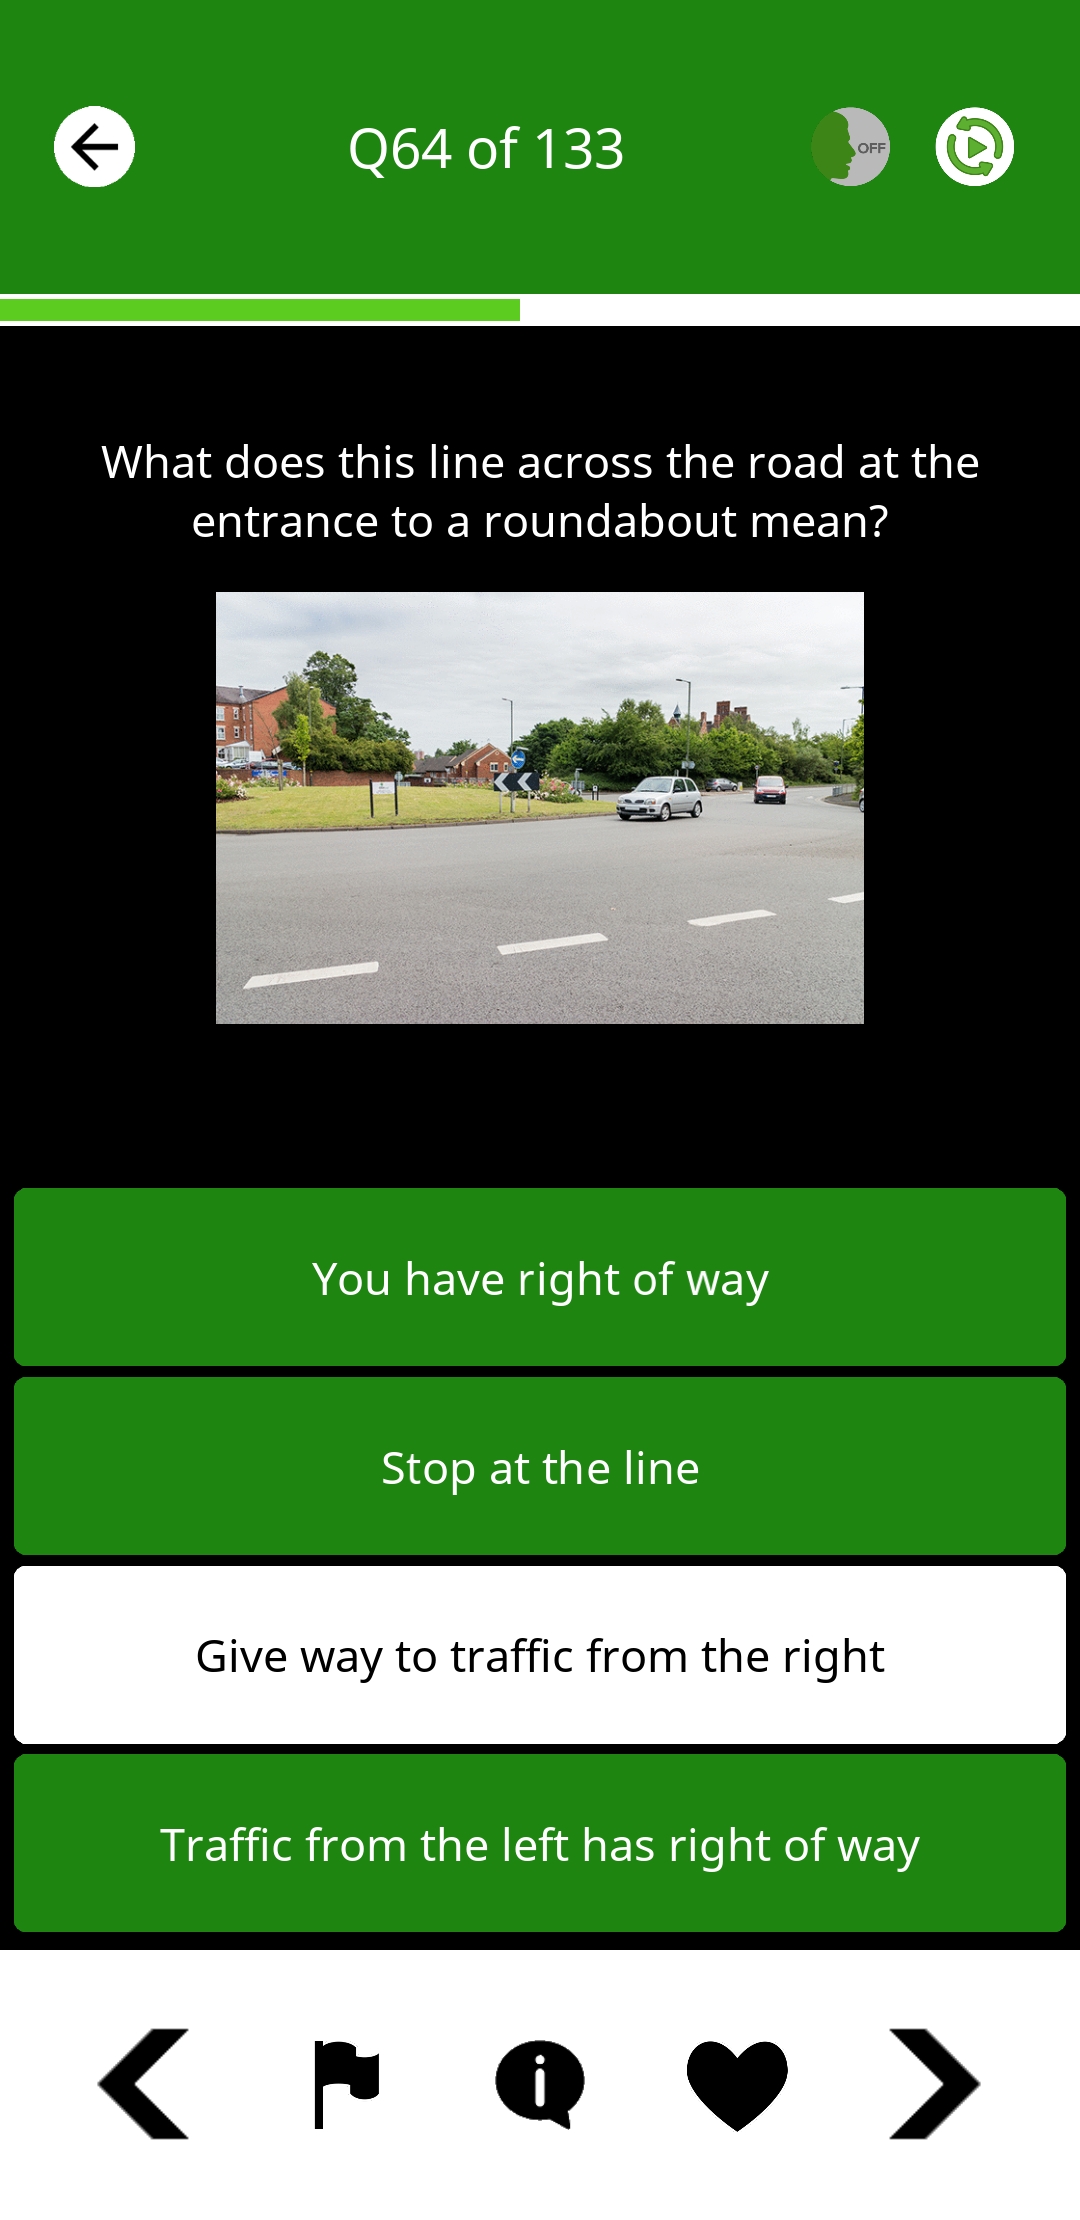 Q64 of 133
OFF
What does this line across the road at the
entrance to a roundabout mean?
You have right of way
Stop at the line
Give way to traffic from the right
Traffic from the left has right of way